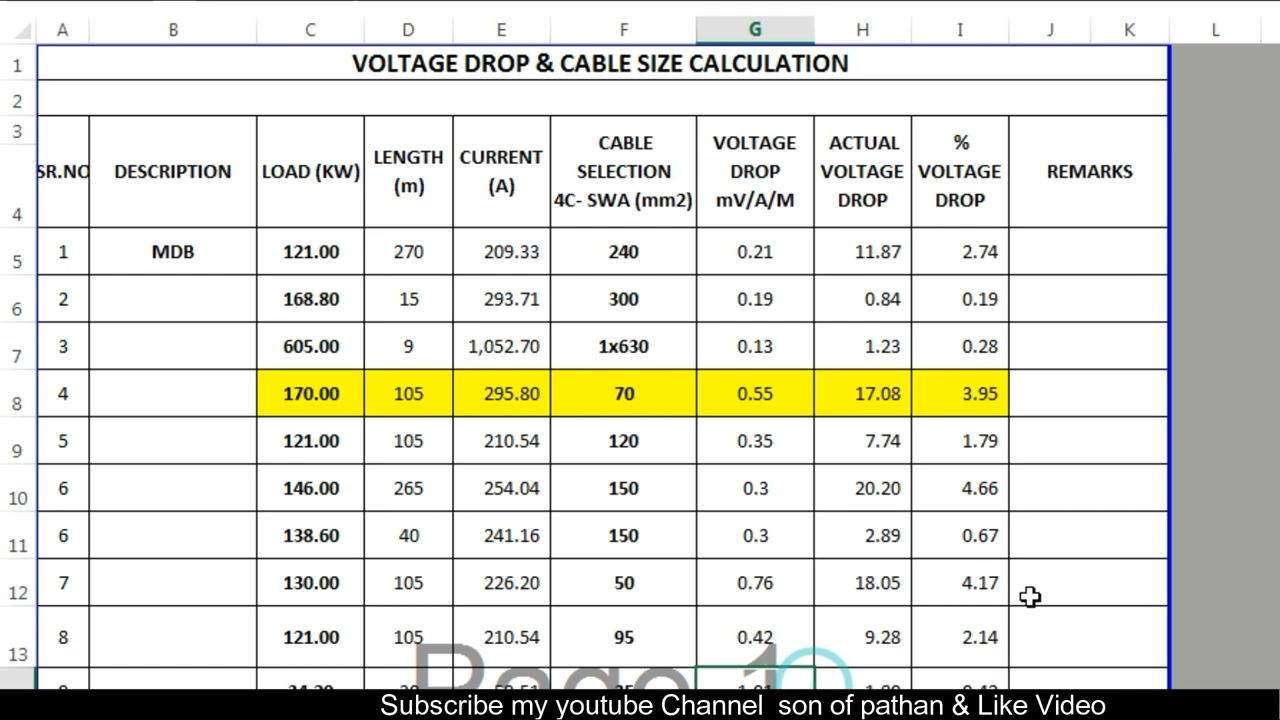 A B C D E F G H I J K L
1 VOLTAGE DROP & CABLE SIZE CALCULATION
2
3
4
SR.NO DESCRIPTION LOAD (KW) LENGTH (m) CURRENT (A) CABLE SELECTION 4C- SWA (mm2) VOLTAGE DROP mV/A/M ACTUAL VOLTAGE DROP % VOLTAGE DROP REMARKS
5 1 MDB 121.00 270 209.33 240 0.21 11.87 2.74
6 2 168.80 15 293.71 300 0.19 0.84 0.19
7 3 605.00 9 1,052.70 1x630 0.13 1.23 0.28
8 4 170.00 105 295.80 70 0.55 17.08 3.95
9 5 121.00 105 210.54 120 0.35 7.74 1.79
10 6 146.00 265 254.04 150 0.3 20.20 4.66
11 6 138.60 40 241.16 150 0.3 2.89 0.67
12 7 130.00 105 226.20 50 0.76 18.05 4.17
13 8 121.00 105 210.54 95 0.42 9.28 2.14
Page 1
Subscribe my youtube Channel son of pathan & Like Video